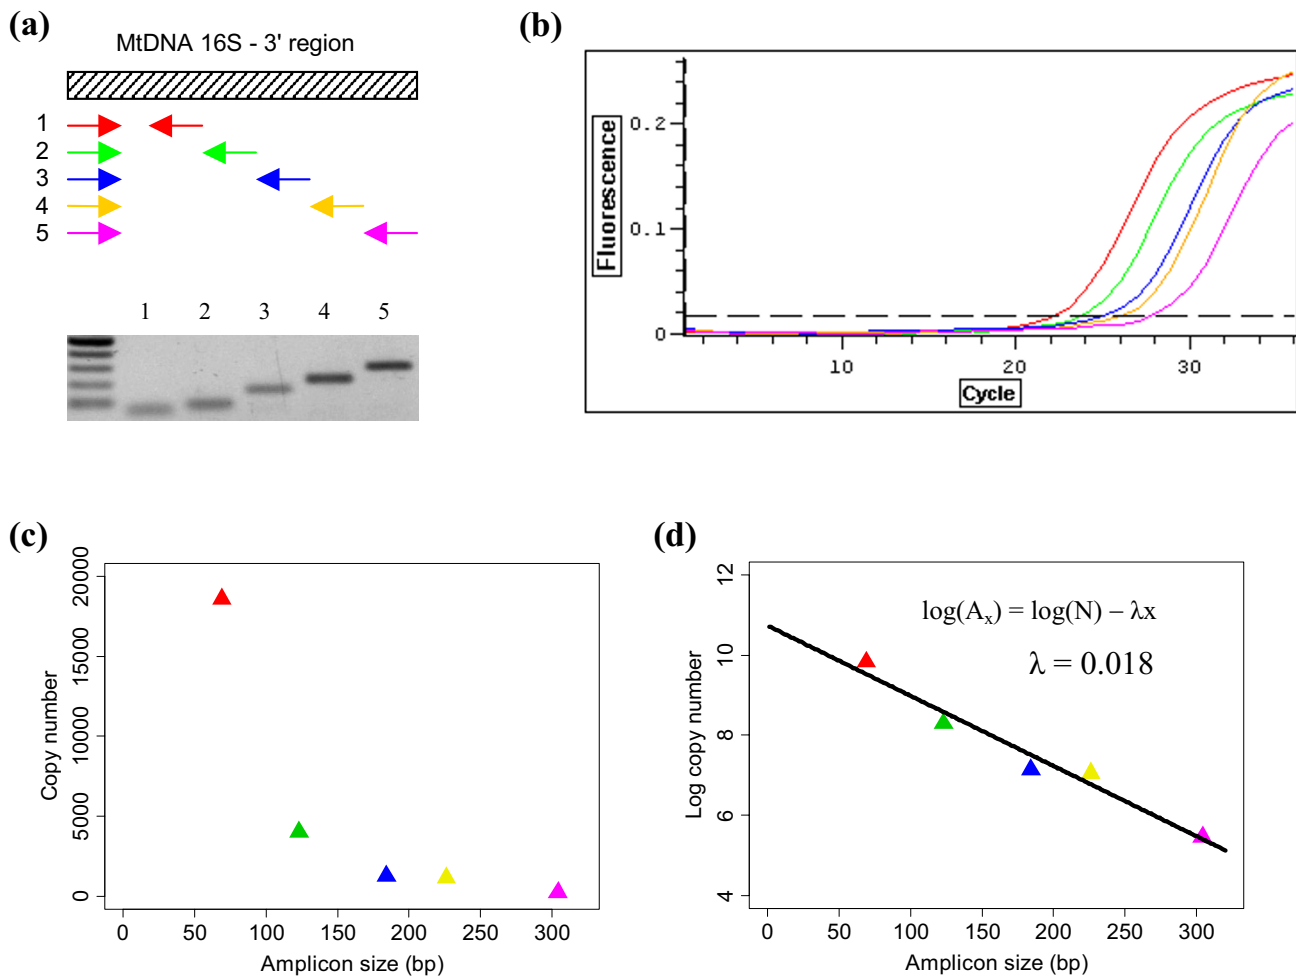 (a)
MtDNA 16S - 3' region
1
2
3
4
5
1 2 3 4 5
(b)
Fluorescence
0.2
0.1
0
10 20 30
Cycle
(c)
Copy number
20000
15000
10000
5000
0
0 50 100 150 200 250 300
Amplicon size (bp)
(d)
Log copy number
12
10
8
6
4
log(Aₓ) = log(N) – λx
λ = 0.018
0 50 100 150 200 250 300
Amplicon size (bp)